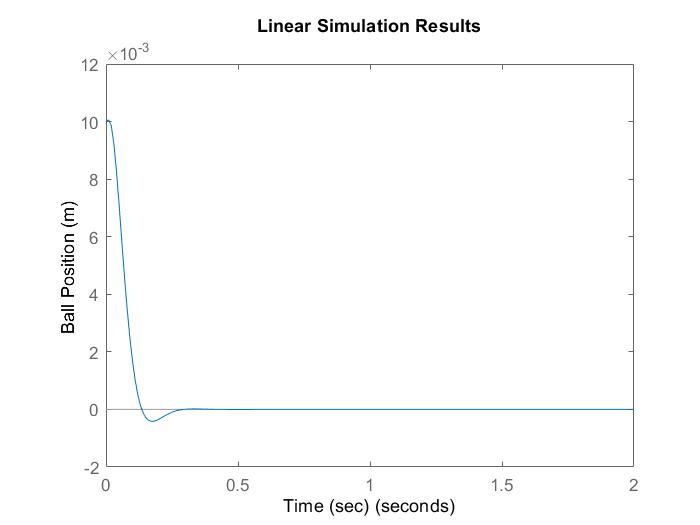 Linear Simulation Results
×10-3
12
10
8
6
4
2
0
-2
Ball Position (m)
0 0.5 1 1.5 2
Time (sec) (seconds)